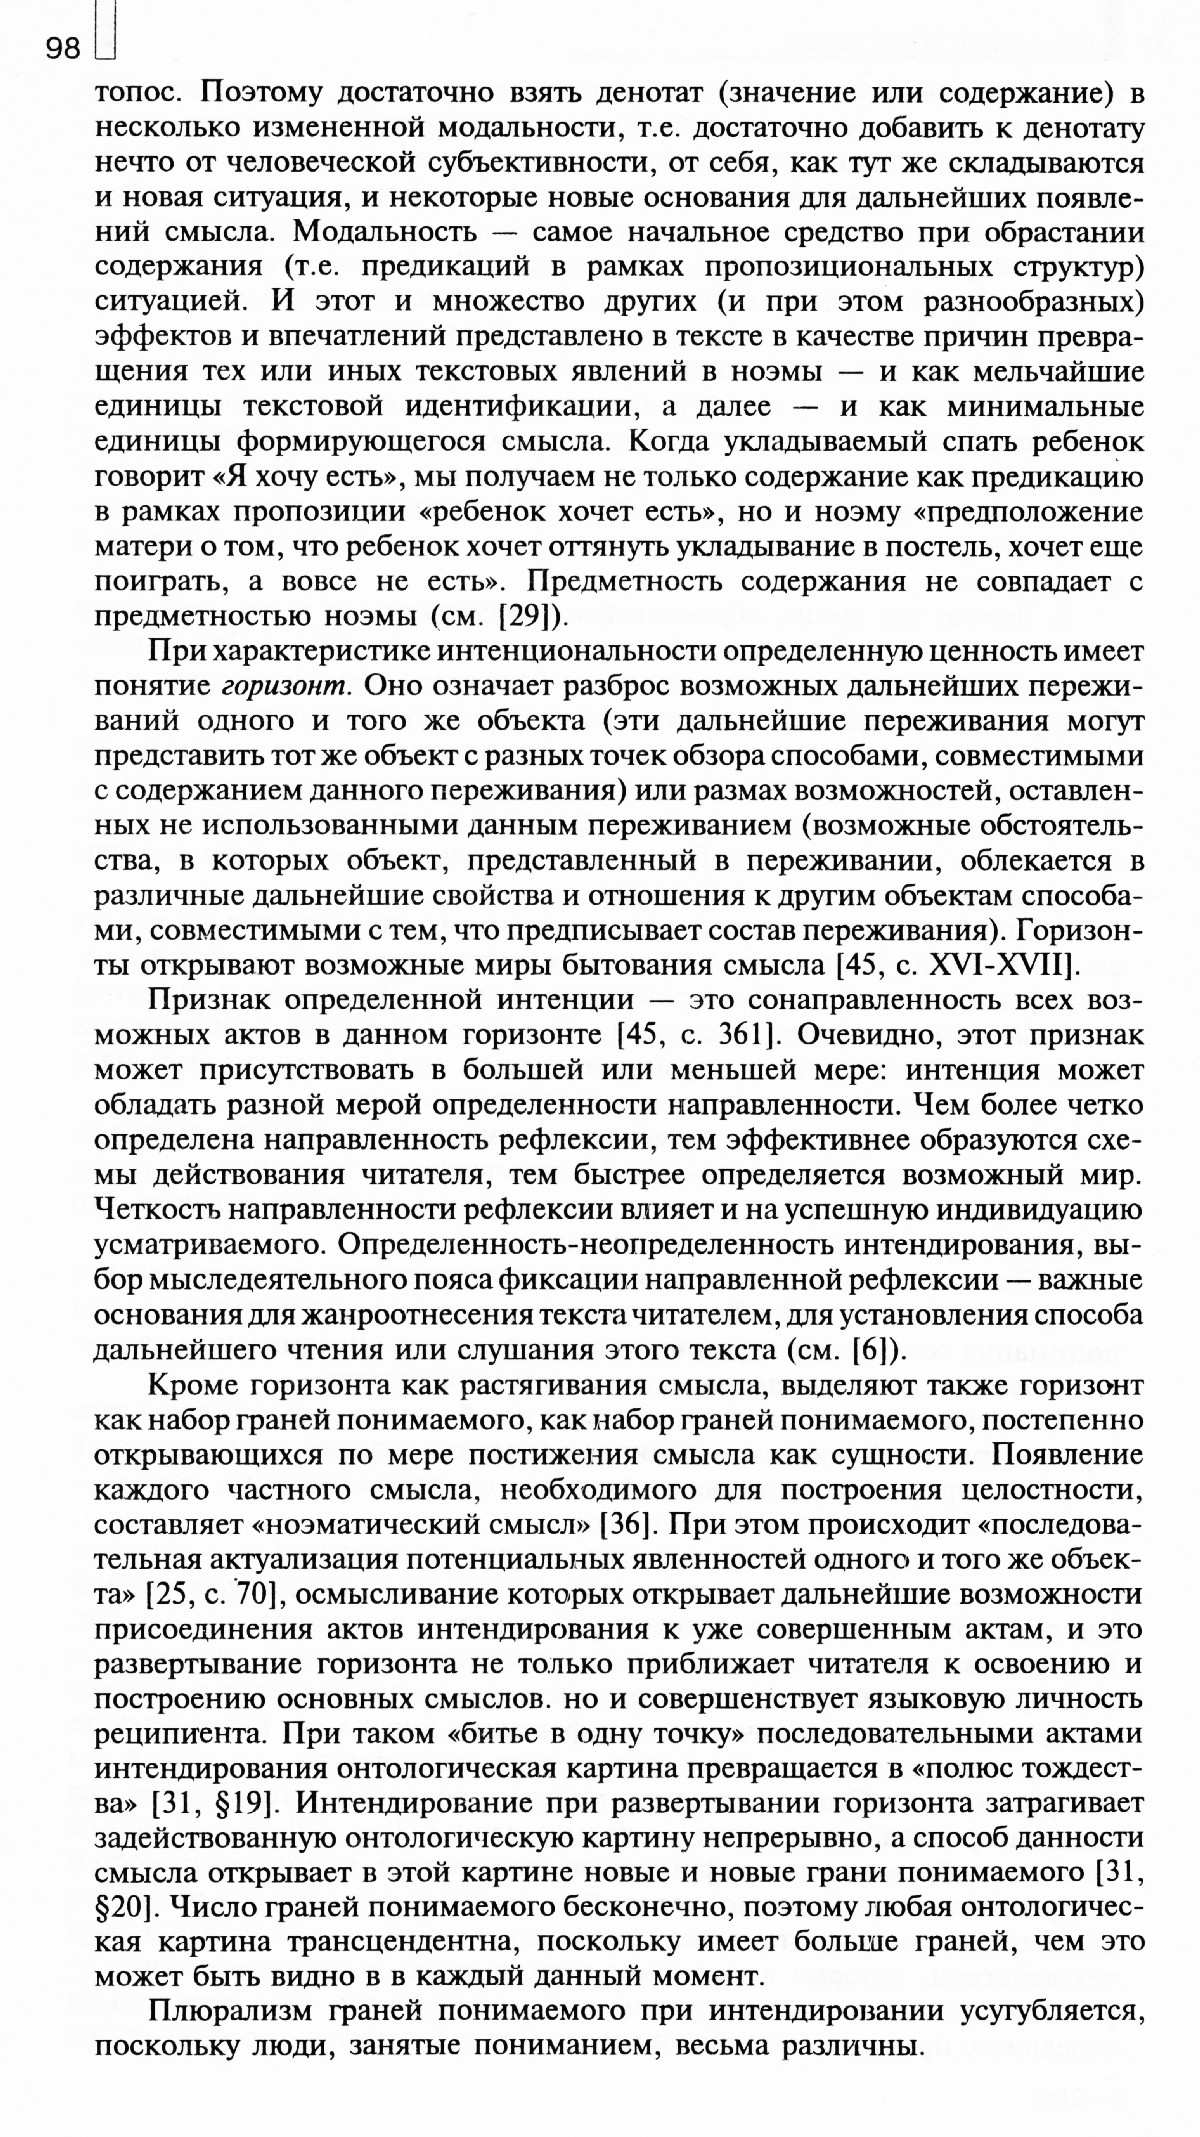 98
топос. Поэтому достаточно взять денотат (значение или содержание) в
несколько измененной модальности, т.е. достаточно добавить к денотату
нечто от человеческой субъективности, от себя, как тут же складываются
и новая ситуация, и некоторые новые основания для дальнейших появле-
ний смысла. Модальность — самое начальное средство при обрастании
содержания (т.е. предикаций в рамках пропозициональных структур)
ситуацией. И этот и множество других (и при этом разнообразных)
эффектов и впечатлений представлено в тексте в качестве причин превра-
щения тех или иных текстовых явлений в ноэмы — и как мельчайшие
единицы текстовой идентификации, а далее — и как минимальные
единицы формирующегося смысла. Когда укладываемый спать ребенок
говорит «Я хочу есть», мы получаем не только содержание как предикацию
в рамках пропозиции «ребенок хочет есть», но и ноэму «предположение
матери о том, что ребенок хочет оттянуть укладывание в постель, хочет еще
поиграть, а вовсе не есть». Предметность содержания не совпадает с
предметностью ноэмы (см. [29]).
При характеристике интенциональности определенную ценность имеет
понятие горизонт. Оно означает разброс возможных дальнейших пережи-
ваний одного и того же объекта (эти дальнейшие переживания могут
представить тот же объект с разных точек обзора способами, совместимыми
с содержанием данного переживания) или размах возможностей, оставлен-
ных не использованными данным переживанием (возможные обстоятель-
ства, в которых объект, представленный в переживании, облекается в
различные дальнейшие свойства и отношения к другим объектам способа-
ми, совместимыми с тем, что предписывает состав переживания). Горизон-
ты открывают возможные миры бытования смысла [45, с. XVI-XVII].
Признак определенной интенции — это сонаправленность всех воз-
можных актов в данном горизонте [45, с. 361]. Очевидно, этот признак
может присутствовать в большей или меньшей мере: интенция может
обладать разной мерой определенности направленности. Чем более четко
определена направленность рефлексии, тем эффективнее образуются схе-
мы действования читателя, тем быстрее определяется возможный мир.
Четкость направленности рефлексии влияет и на успешную индивидуацию
усматриваемого. Определенность-неопределенность интендирования, вы-
бор мыследеятельного пояса фиксации направленной рефлексии — важные
основания для жанроотнесения текста читателем, для установления способа
дальнейшего чтения или слушания этого текста (см. [6]).
Кроме горизонта как растягивания смысла, выделяют также горизонт
как набор граней понимаемого, как набор граней понимаемого, постепенно
открывающихся по мере постижения смысла как сущности. Появление
каждого частного смысла, необходимого для построения целостности,
составляет «ноэматический смысл» [36]. При этом происходит «последова-
тельная актуализация потенциальных явленностей одного и того же объек-
та» [25, с. 70], осмысливание которых открывает дальнейшие возможности
присоединения актов интендирования к уже совершенным актам, и это
развертывание горизонта не только приближает читателя к освоению и
построению основных смыслов. но и совершенствует языковую личность
реципиента. При таком «битье в одну точку» последовательными актами
интендирования онтологическая картина превращается в «полюс тождест-
ва» [31, §19]. Интендирование при развертывании горизонта затрагивает
задействованную онтологическую картину непрерывно, а способ данности
смысла открывает в этой картине новые и новые грани понимаемого [31,
§20]. Число граней понимаемого бесконечно, поэтому любая онтологичес-
кая картина трансцендентна, поскольку имеет больше граней, чем это
может быть видно в в каждый данный момент.
Плюрализм граней понимаемого при интендировании усугубляется,
поскольку люди, занятые пониманием, весьма различны.